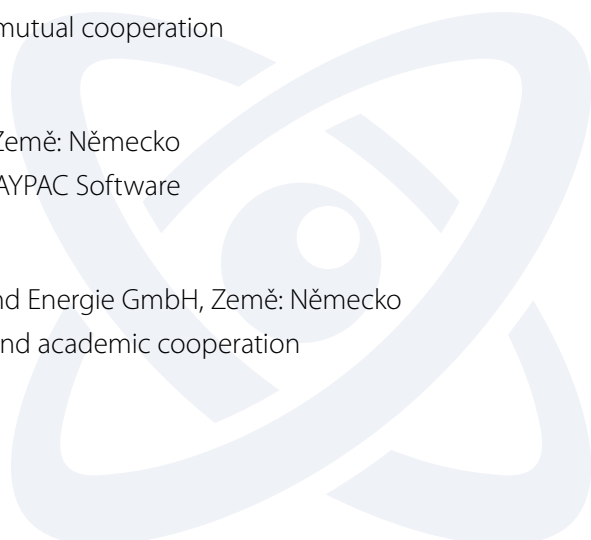 mutual cooperation
Země: Německo
AYPAC Software
nd Energie GmbH, Země: Německo
nd academic cooperation